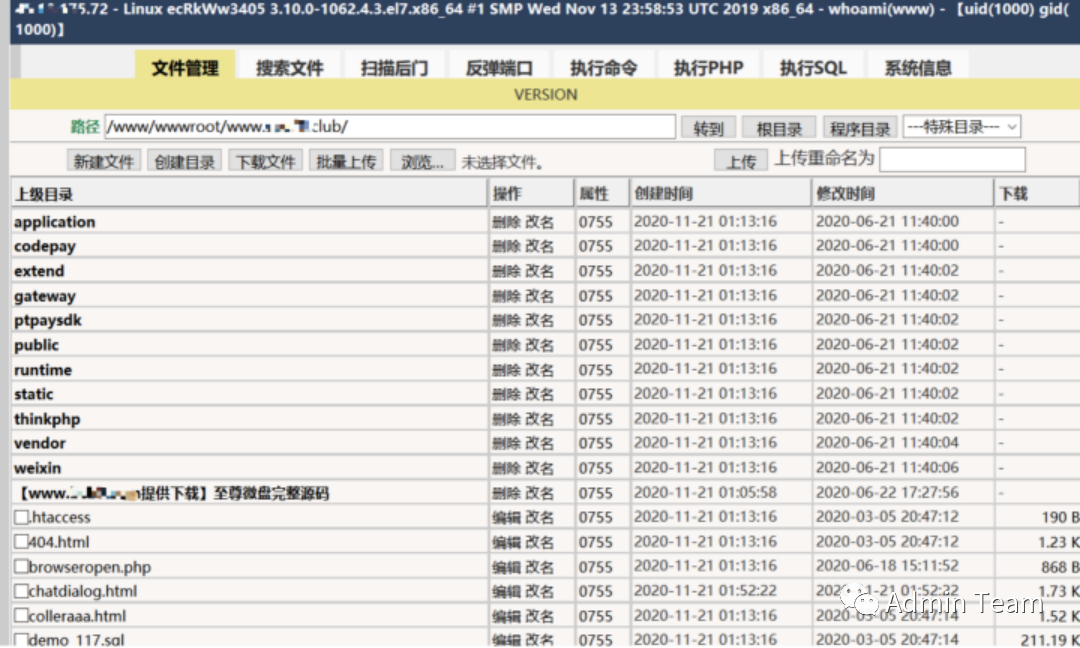 75.72 - Linux ecRkWw3405 3.10.0-1062.4.3.el7.x86_64 #1 SMP Wed Nov 13 23:58:53 UTC 2019 x86_64 - whoami(www) - 【uid(1000) gid(
1000)】
文件管理 搜索文件 扫描后门 反弹端口 执行命令 执行PHP 执行SQL 系统信息
VERSION
路径 /www/wwwroot/www. club/ 转到 根目录 程序目录 ---特殊目录---
新建文件 创建目录 下载文件 批量上传 浏览... 未选择文件。 上传 上传重命名为
上级目录 操作 属性 创建时间 修改时间 下载
application 删除 改名 0755 2020-11-21 01:13:16 2020-06-21 11:40:00 -
codepay 删除 改名 0755 2020-11-21 01:13:16 2020-06-21 11:40:00 -
extend 删除 改名 0755 2020-11-21 01:13:16 2020-06-21 11:40:02 -
gateway 删除 改名 0755 2020-11-21 01:13:16 2020-06-21 11:40:02 -
ptpaysdk 删除 改名 0755 2020-11-21 01:13:16 2020-06-21 11:40:02 -
public 删除 改名 0755 2020-11-21 01:13:16 2020-06-21 11:40:02 -
runtime 删除 改名 0755 2020-11-21 01:13:16 2020-06-21 11:40:02 -
static 删除 改名 0755 2020-11-21 01:13:16 2020-06-21 11:40:02 -
thinkphp 删除 改名 0755 2020-11-21 01:13:16 2020-06-21 11:40:02 -
vendor 删除 改名 0755 2020-11-21 01:13:16 2020-06-21 11:40:04 -
weixin 删除 改名 0755 2020-11-21 01:13:16 2020-06-21 11:40:06 -
【www. 提供下载】至尊微盘完整源码 删除 改名 0755 2020-11-21 01:05:58 2020-06-22 17:27:56 -
.htaccess 编辑 改名 0755 2020-11-21 01:13:16 2020-03-05 20:47:12 190 B
404.html 编辑 改名 0755 2020-11-21 01:13:16 2020-03-05 20:47:12 1.23 K
browseropen.php 编辑 改名 0755 2020-11-21 01:13:16 2020-06-18 15:11:52 868 B
chatdialog.html 编辑 改名 0755 2020-11-21 01:52:22 -11-21 01:52:22 1.73 K
colleraaa.html 编辑 改名 0755 2020-11-21 01:13:16 2020-03-05 20:47:14 1.52 K
demo_117.sql 编辑 改名 0755 2020-11-21 01:13:16 2020-03-05 20:47:14 211.19 K
Admin Team